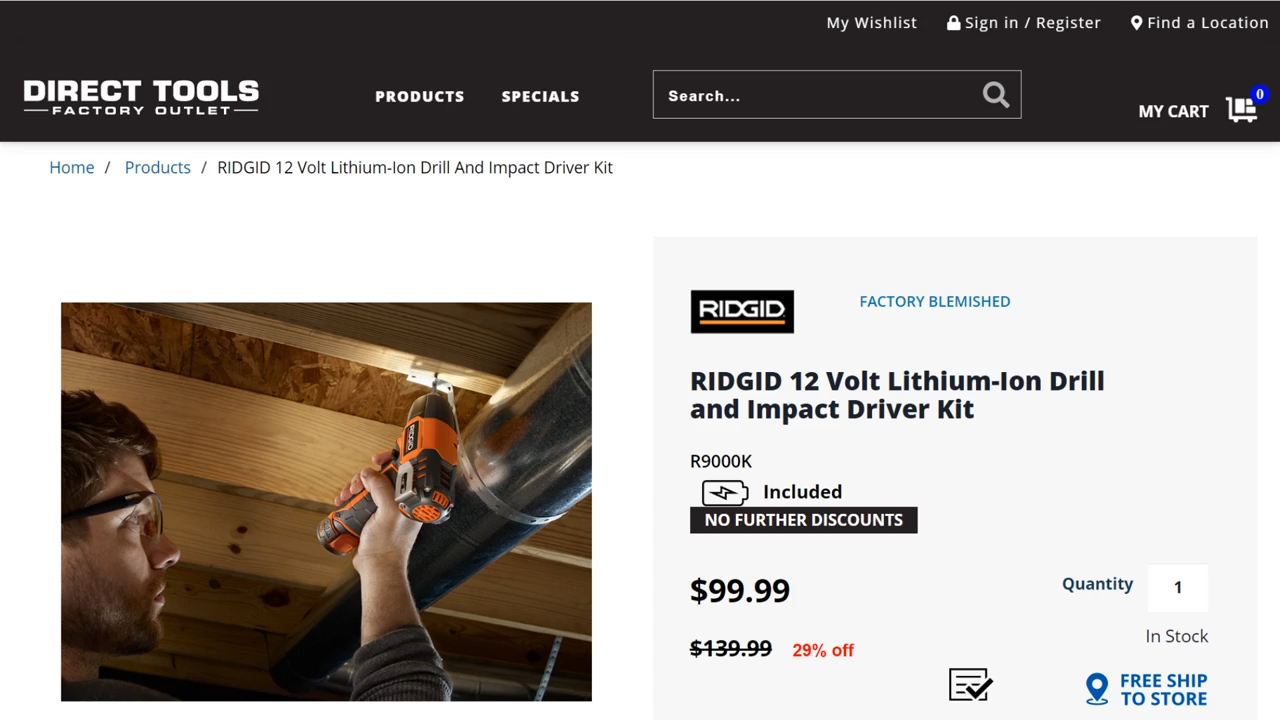 My Wishlist
Sign in / Register
Find a Location
DIRECT TOOLS
FACTORY OUTLET
PRODUCTS
SPECIALS
Search...
MY CART
0
Home / Products / RIDGID 12 Volt Lithium-Ion Drill And Impact Driver Kit
RIDGID
RIDGID
FACTORY BLEMISHED
RIDGID 12 Volt Lithium-Ion Drill
and Impact Driver Kit
R9000K
Included
NO FURTHER DISCOUNTS
$99.99
Quantity 1
In Stock
$139.99 29% off
FREE SHIP
TO STORE